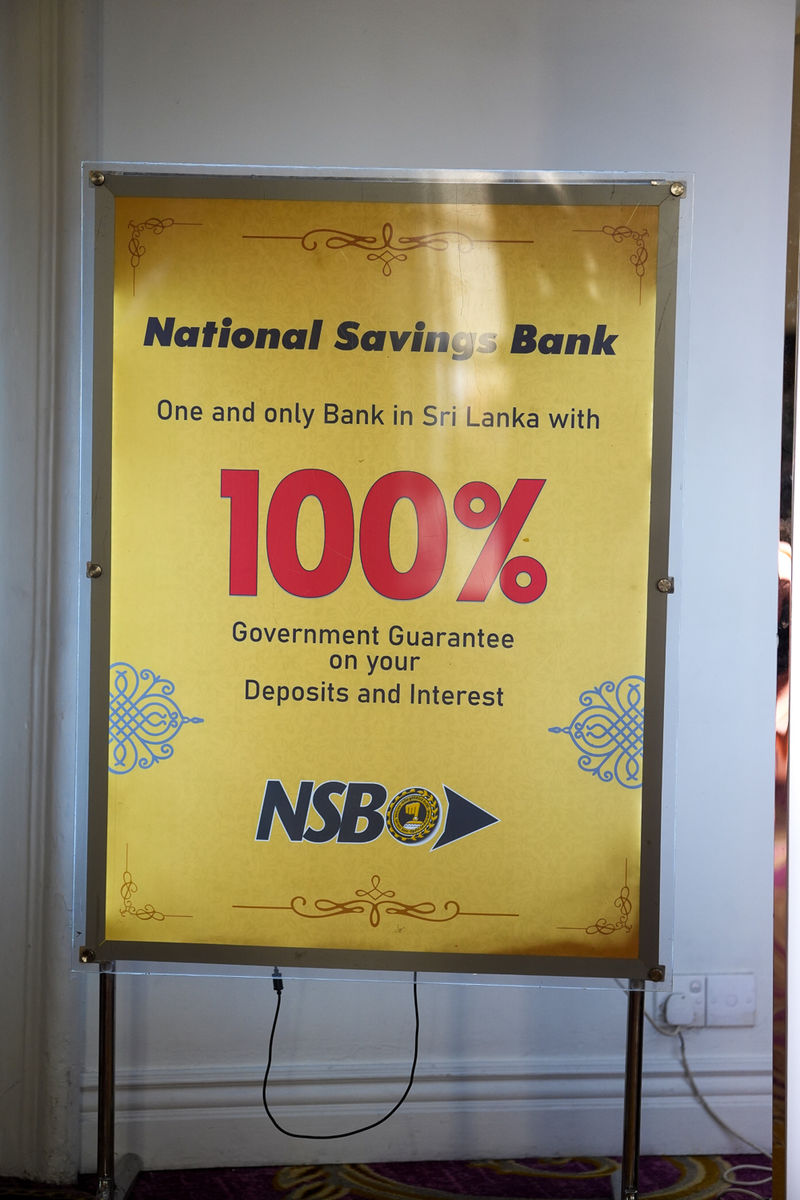 National Savings Bank
One and only Bank in Sri Lanka with
100%
Government Guarantee
on your
Deposits and Interest
NSB